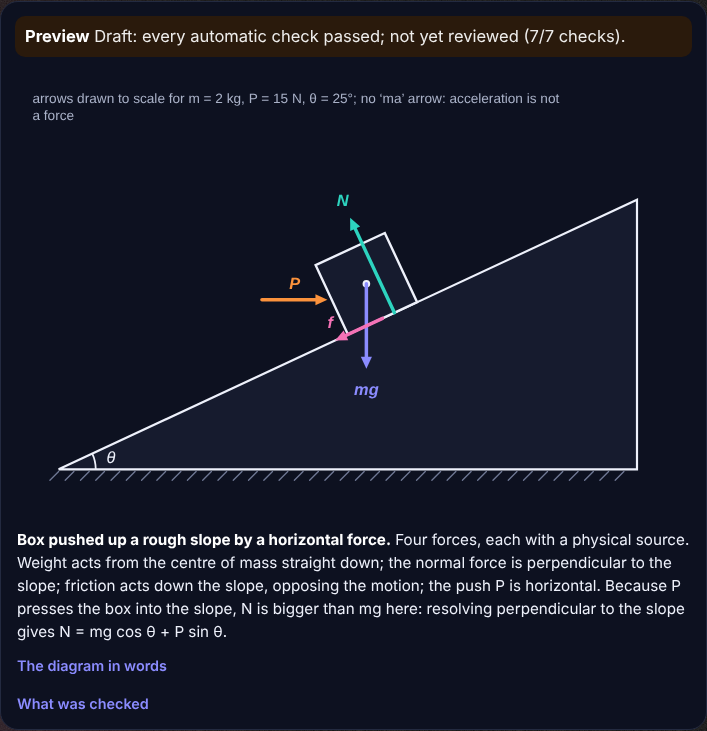 Preview Draft: every automatic check passed; not yet reviewed (7/7 checks).
arrows drawn to scale for m = 2 kg, P = 15 N, θ = 25°; no ‘ma’ arrow: acceleration is not
a force
N
P
f
mg
θ
Box pushed up a rough slope by a horizontal force. Four forces, each with a physical source.
Weight acts from the centre of mass straight down; the normal force is perpendicular to the
slope; friction acts down the slope, opposing the motion; the push P is horizontal. Because P
presses the box into the slope, N is bigger than mg here: resolving perpendicular to the slope
gives N = mg cos θ + P sin θ.
The diagram in words
What was checked